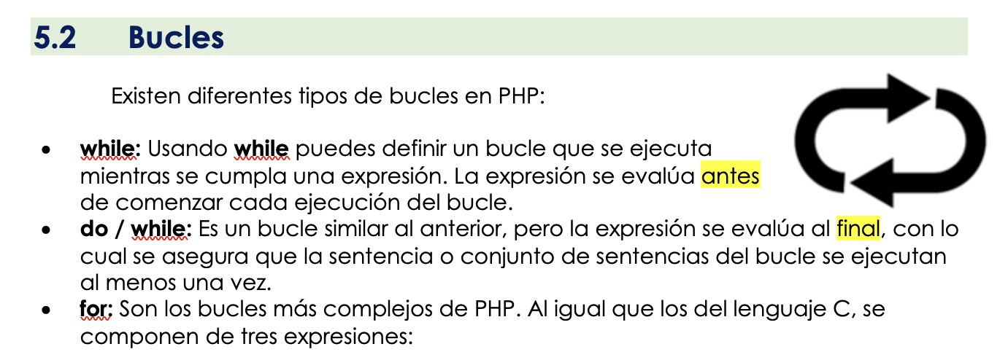 5.2 Bucles
Existen diferentes tipos de bucles en PHP:
• while: Usando while puedes definir un bucle que se ejecuta
mientras se cumpla una expresión. La expresión se evalúa antes
de comenzar cada ejecución del bucle.
• do / while: Es un bucle similar al anterior, pero la expresión se evalúa al final, con lo
cual se asegura que la sentencia o conjunto de sentencias del bucle se ejecutan
al menos una vez.
• for: Son los bucles más complejos de PHP. Al igual que los del lenguaje C, se
componen de tres expresiones: